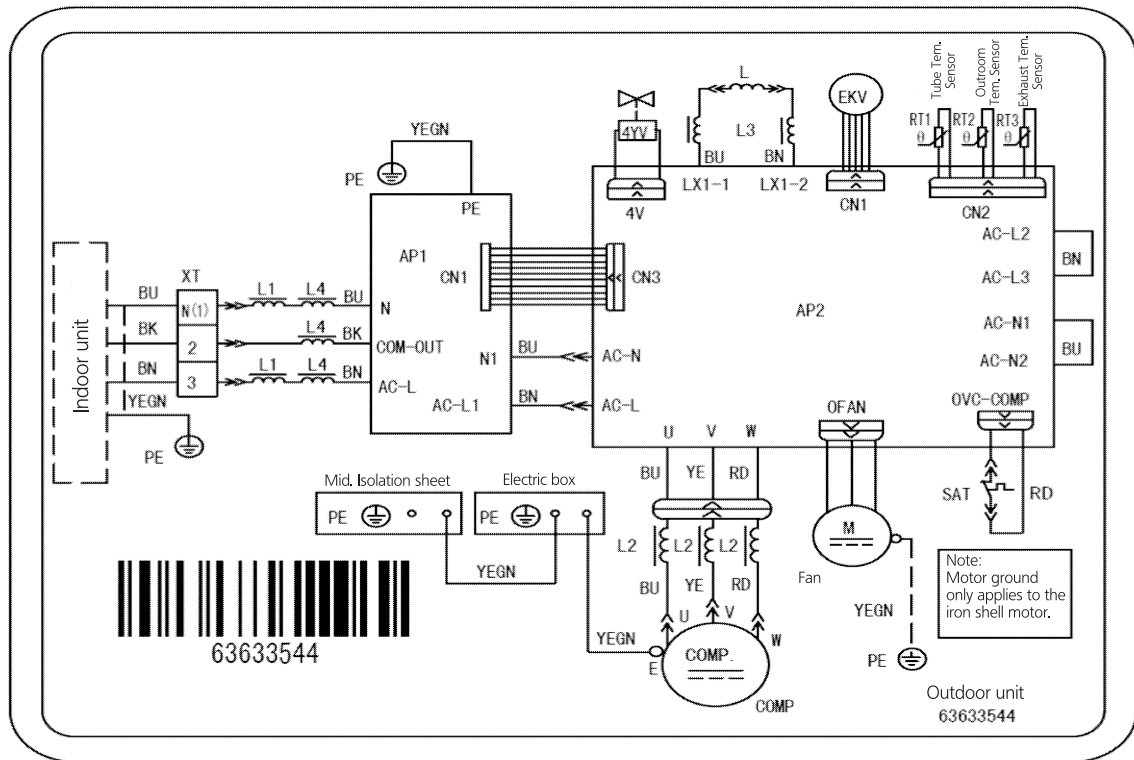 Tube Tem.
Sensor
Outroom
Tem. Sensor
Exhaust Tem.
Sensor
L
EKV
RT1
RT2
RT3
θ
θ
θ
4YV
L3
YEGN
BU
BN
PE
4V
LX1-1
LX1-2
CN1
CN2
PE
AP1
CN1
CN3
AP2
AC-L2
AC-L3
BN
AC-N1
AC-N2
BU
OVC-COMP
Indoor unit
XT
BU
N(1)
L1
L4
BU
N
BK
2
L4
BK
COM-OUT
BN
3
L1
L4
BN
AC-L
YEGN
PE
N1
BU
AC-N
AC-L1
BN
AC-L
U
V
W
OFAN
BU
YE
RD
SAT
RD
Mid. Isolation sheet
PE
Electric box
PE
YEGN
L2
L2
L2
BU
YE
RD
M
Fan
YEGN
PE
Note:
Motor ground
only applies to the
iron shell motor.
YEGN
E
U
V
W
COMP.
COMP
63633544
Outdoor unit
63633544